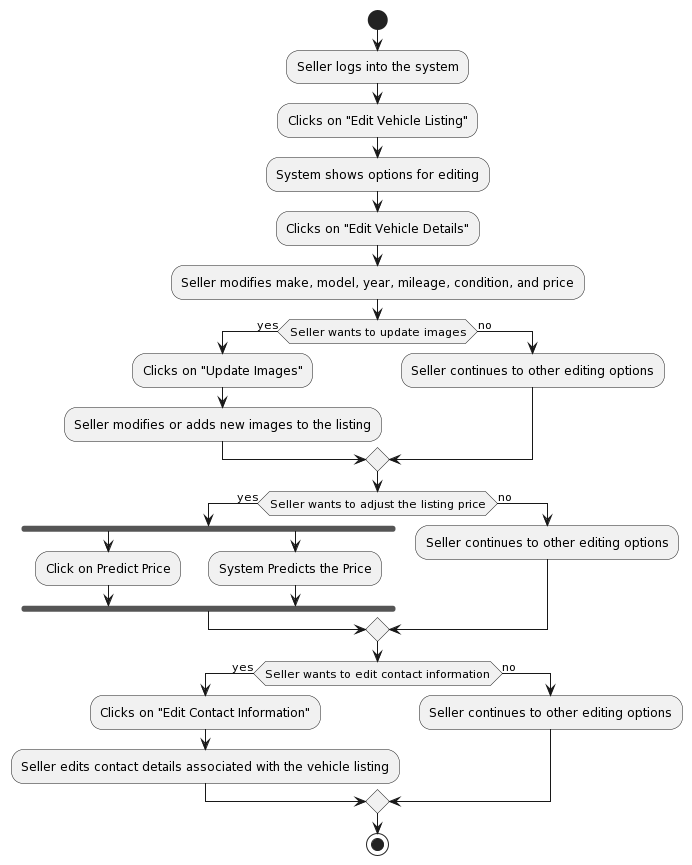 Seller logs into the system
Clicks on "Edit Vehicle Listing"
System shows options for editing
Clicks on "Edit Vehicle Details"
Seller modifies make, model, year, mileage, condition, and price
yes
Seller wants to update images
no
Clicks on "Update Images"
Seller continues to other editing options
Seller modifies or adds new images to the listing
yes
Seller wants to adjust the listing price
no
Click on Predict Price
System Predicts the Price
Seller continues to other editing options
yes
Seller wants to edit contact information
no
Clicks on "Edit Contact Information"
Seller continues to other editing options
Seller edits contact details associated with the vehicle listing